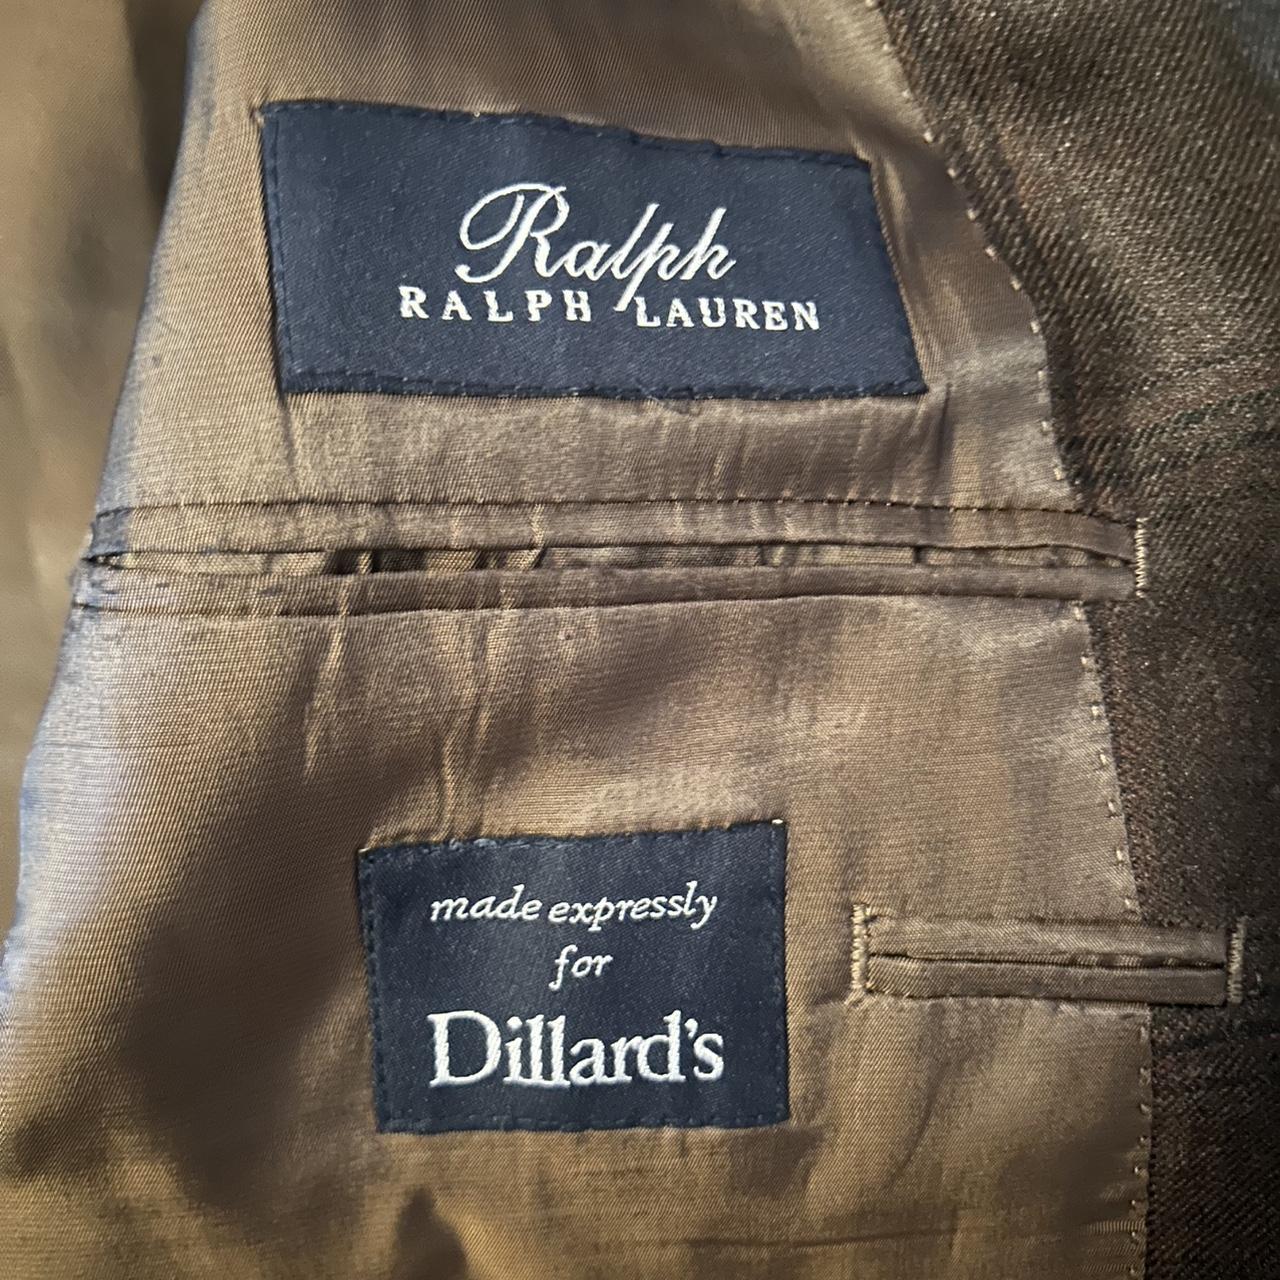 Ralph
RALPH LAUREN
made expressly
for
Dillard's